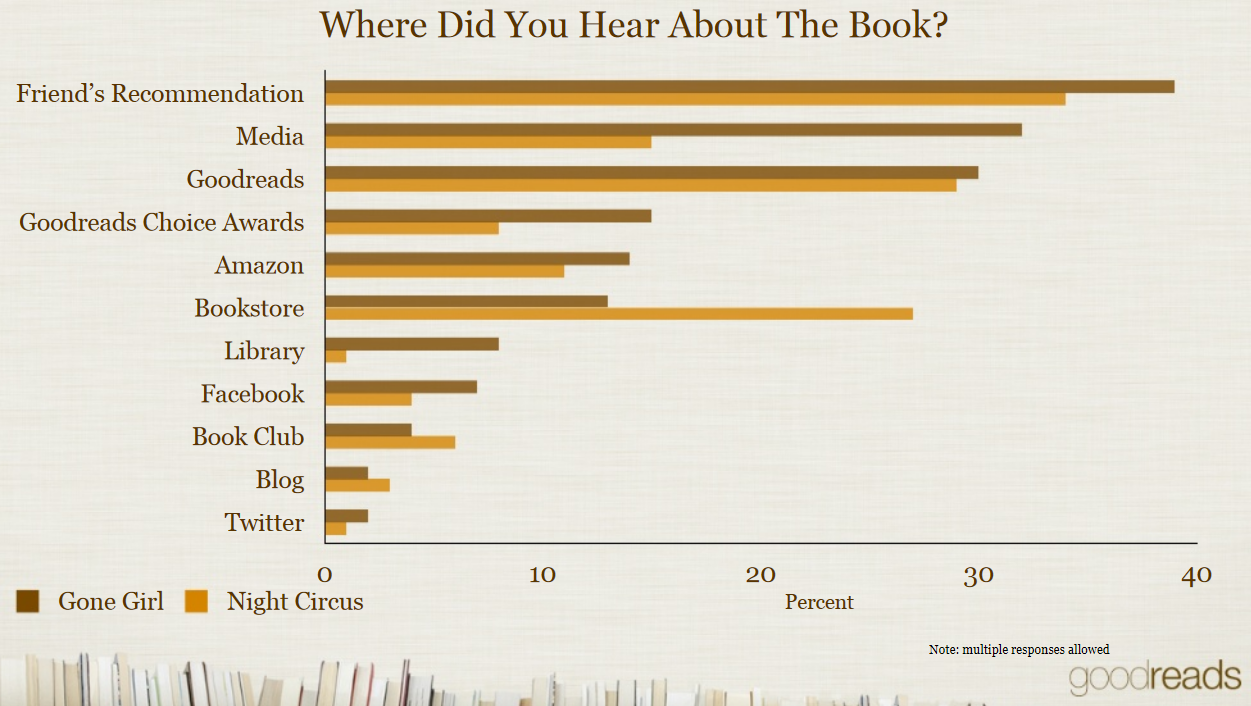 Where Did You Hear About The Book?
Friend’s Recommendation
Media
Goodreads
Goodreads Choice Awards
Amazon
Bookstore
Library
Facebook
Book Club
Blog
Twitter
0 10 20 30 40
Percent
Gone Girl Night Circus
Note: multiple responses allowed
goodreads